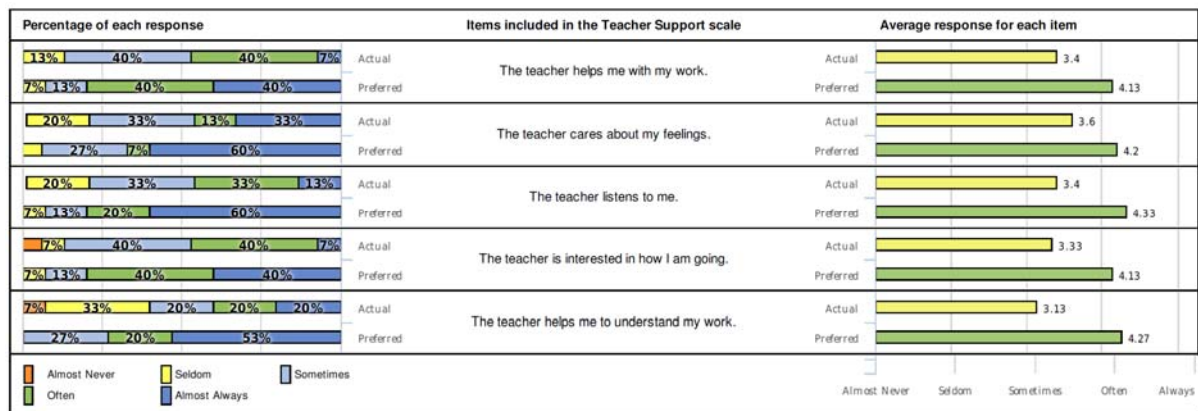 Percentage of each response Items included in the Teacher Support scale Average response for each item
13% 40% 40% 7% Actual Actual 3.4
The teacher helps me with my work.
7% 13% 40% 40% Preferred Preferred 4.13
20% 33% 13% 33% Actual Actual 3.6
The teacher cares about my feelings.
27% 7% 60% Preferred Preferred 4.2
20% 33% 33% 13% Actual Actual 3.4
The teacher listens to me.
7% 13% 20% 60% Preferred Preferred 4.33
7% 40% 40% 7% Actual Actual 3.33
The teacher is interested in how I am going.
7% 13% 40% 40% Preferred Preferred 4.13
7% 33% 20% 20% 20% Actual Actual 3.13
The teacher helps me to understand my work.
27% 20% 53% Preferred Preferred 4.27
Almost Never Seldom Sometimes
Often Almost Always
Almost Never Seldom Sometimes Often Always